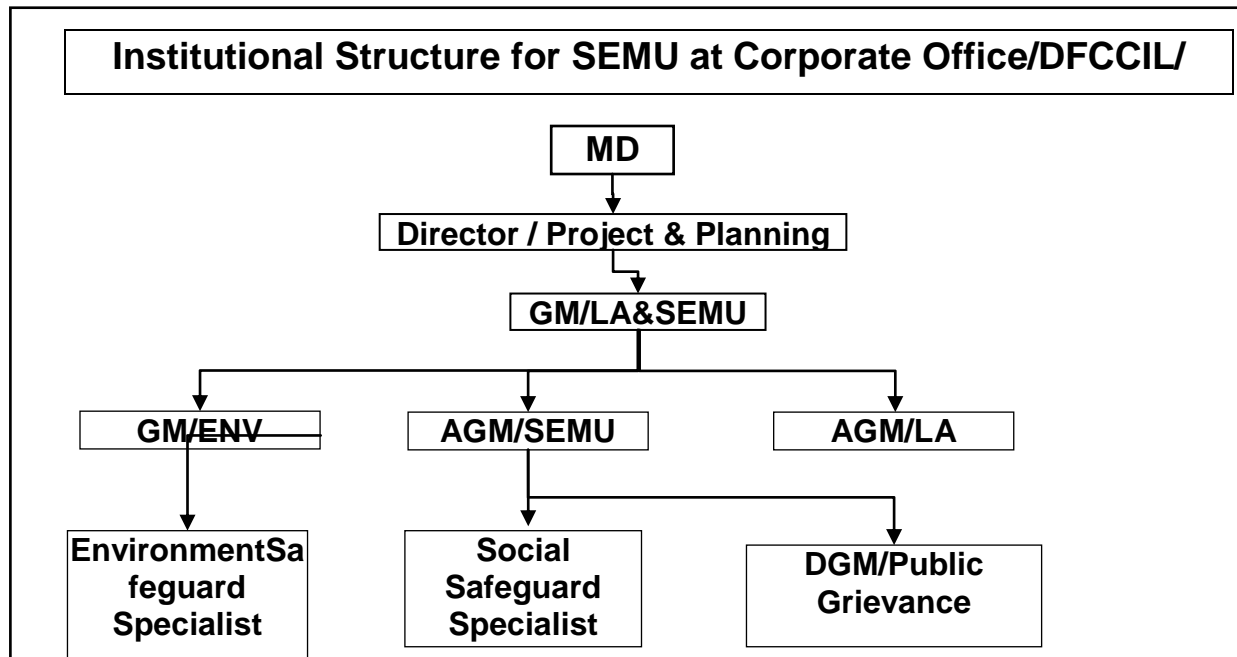 Institutional Structure for SEMU at Corporate Office/DFCCIL/
MD
Director / Project & Planning
GM/LA&SEMU
GM/ENV
AGM/SEMU
AGM/LA
EnvironmentSa
feguard
Specialist
Social
Safeguard
Specialist
DGM/Public
Grievance